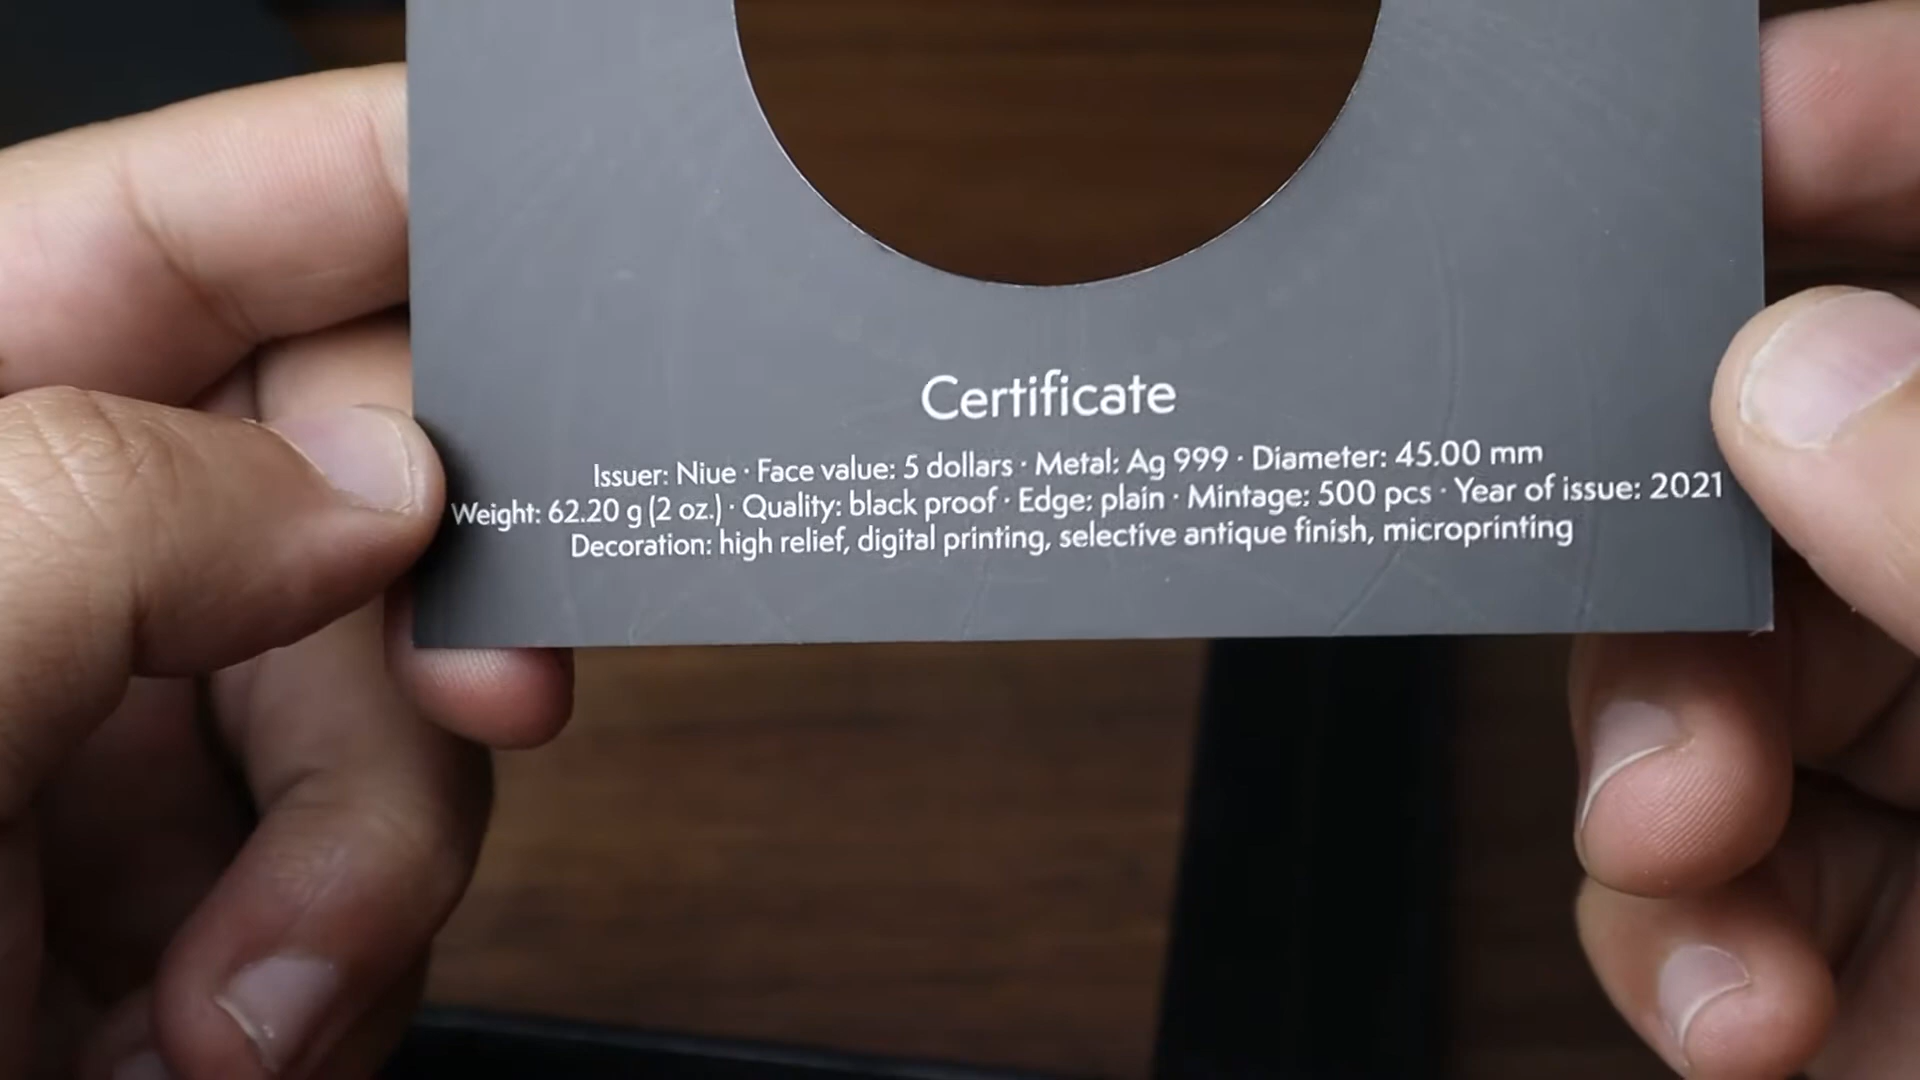 Certificate
Issuer: Niue · Face value: 5 dollars · Metal: Ag 999 · Diameter: 45.00 mm
Weight: 62.20 g (2 oz.) · Quality: black proof · Edge: plain · Mintage: 500 pcs · Year of issue: 2021
Decoration: high relief, digital printing, selective antique finish, microprinting